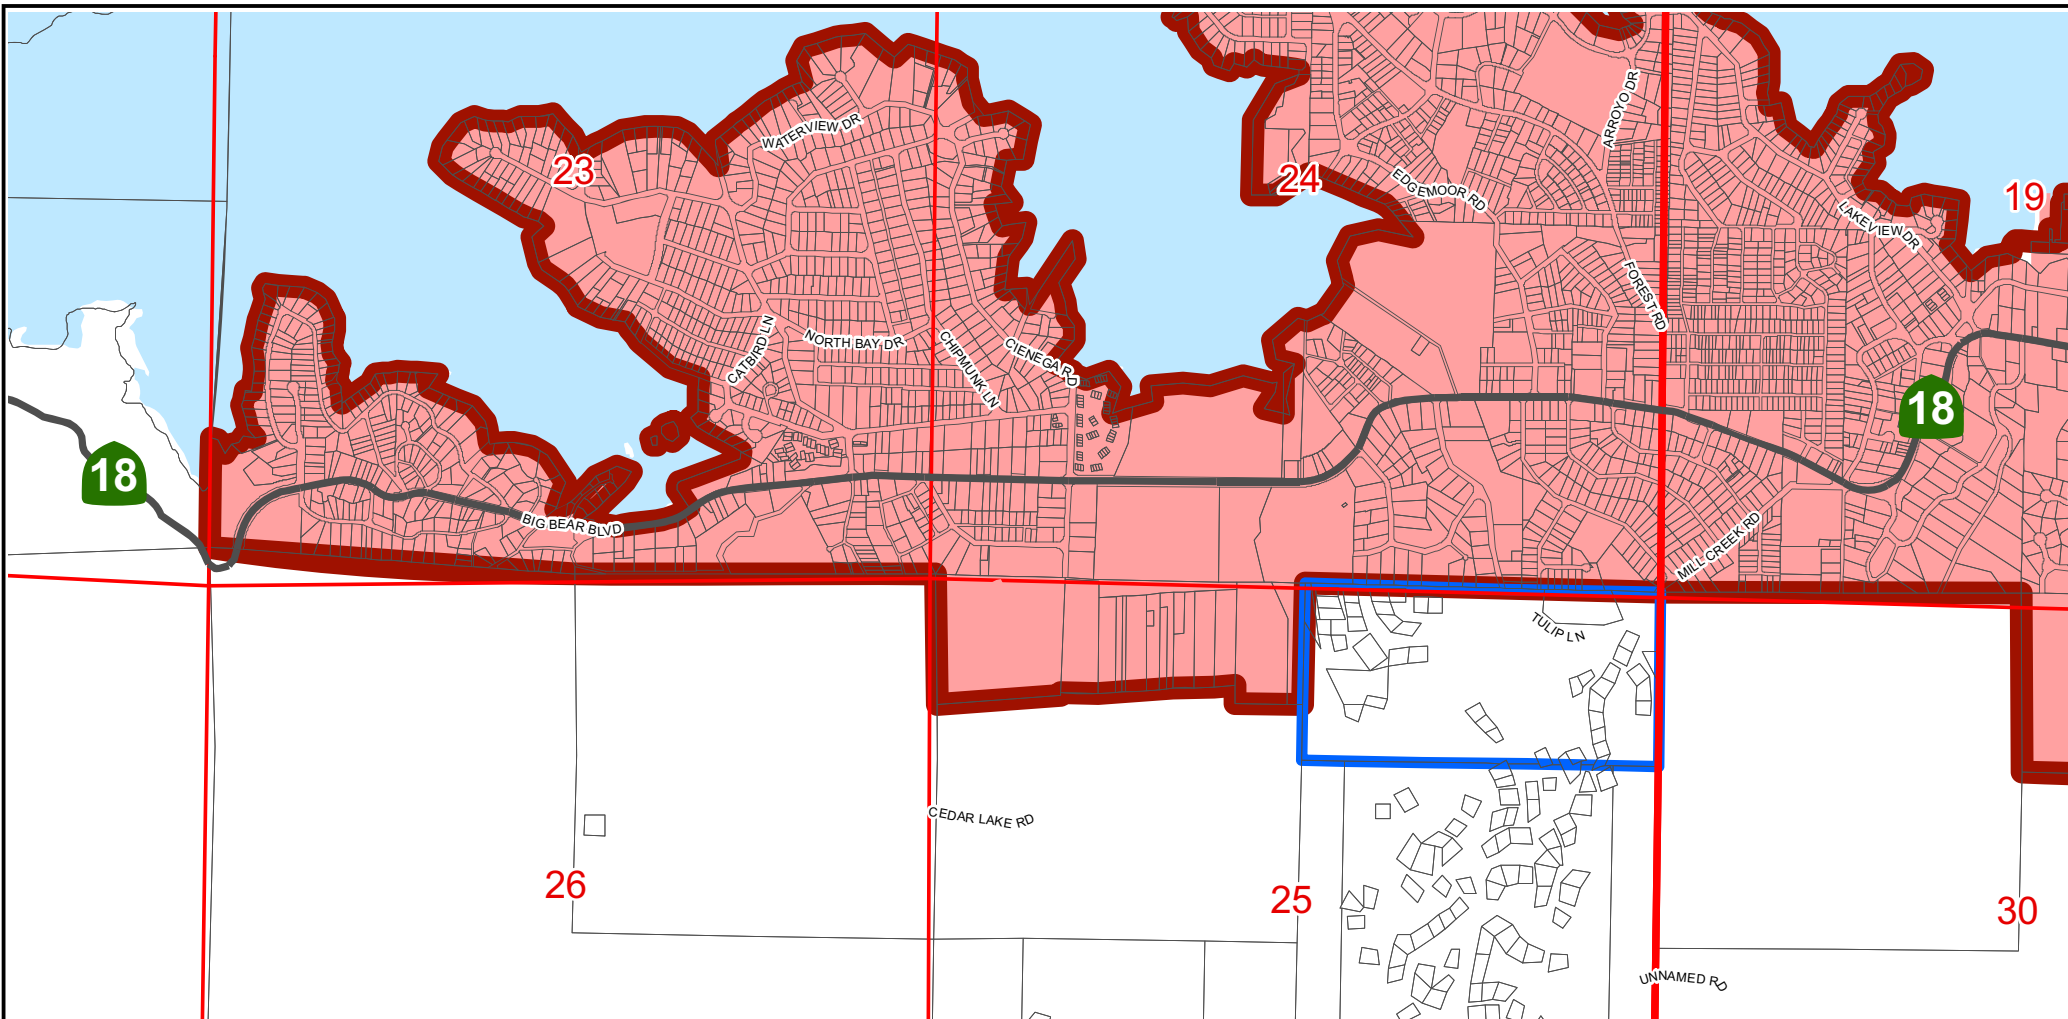 ARROYO DR
WATERVIEW DR
23
24
EDGEMOOR RD
19
LAKEVIEW DR
FOREST RD
CATBIRD LN
NORTH BAY DR
CHIPMUNK LN
CIENEGA RD
18
18
BIG BEAR BLVD
MILL CREEK RD
TULIP LN
CEDAR LAKE RD
26
25
30
UNNAMED RD